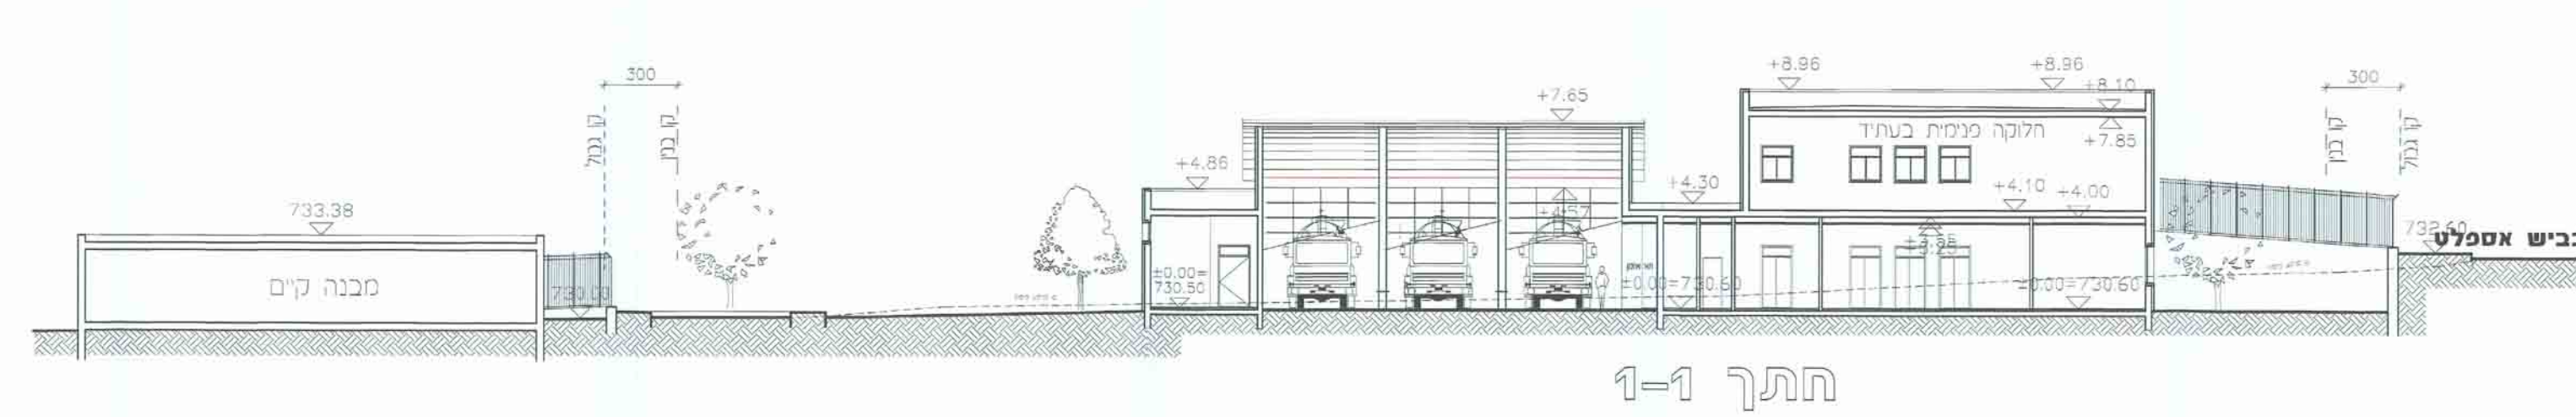 300
קו גבול
קו בנין
733.38
מבנה קיים
730.00
+4.86
±0.00=
730.50
+7.65
+4.57
+4.30
±0.00=730.60
+8.96
+8.96
+8.10
חלוקה פנימית בעתיד
+7.85
+4.10
+4.00
+3.85
±0.00=730.60
300
קו בנין
קו גבול
732.60
כביש אספלט
חתך 1-1